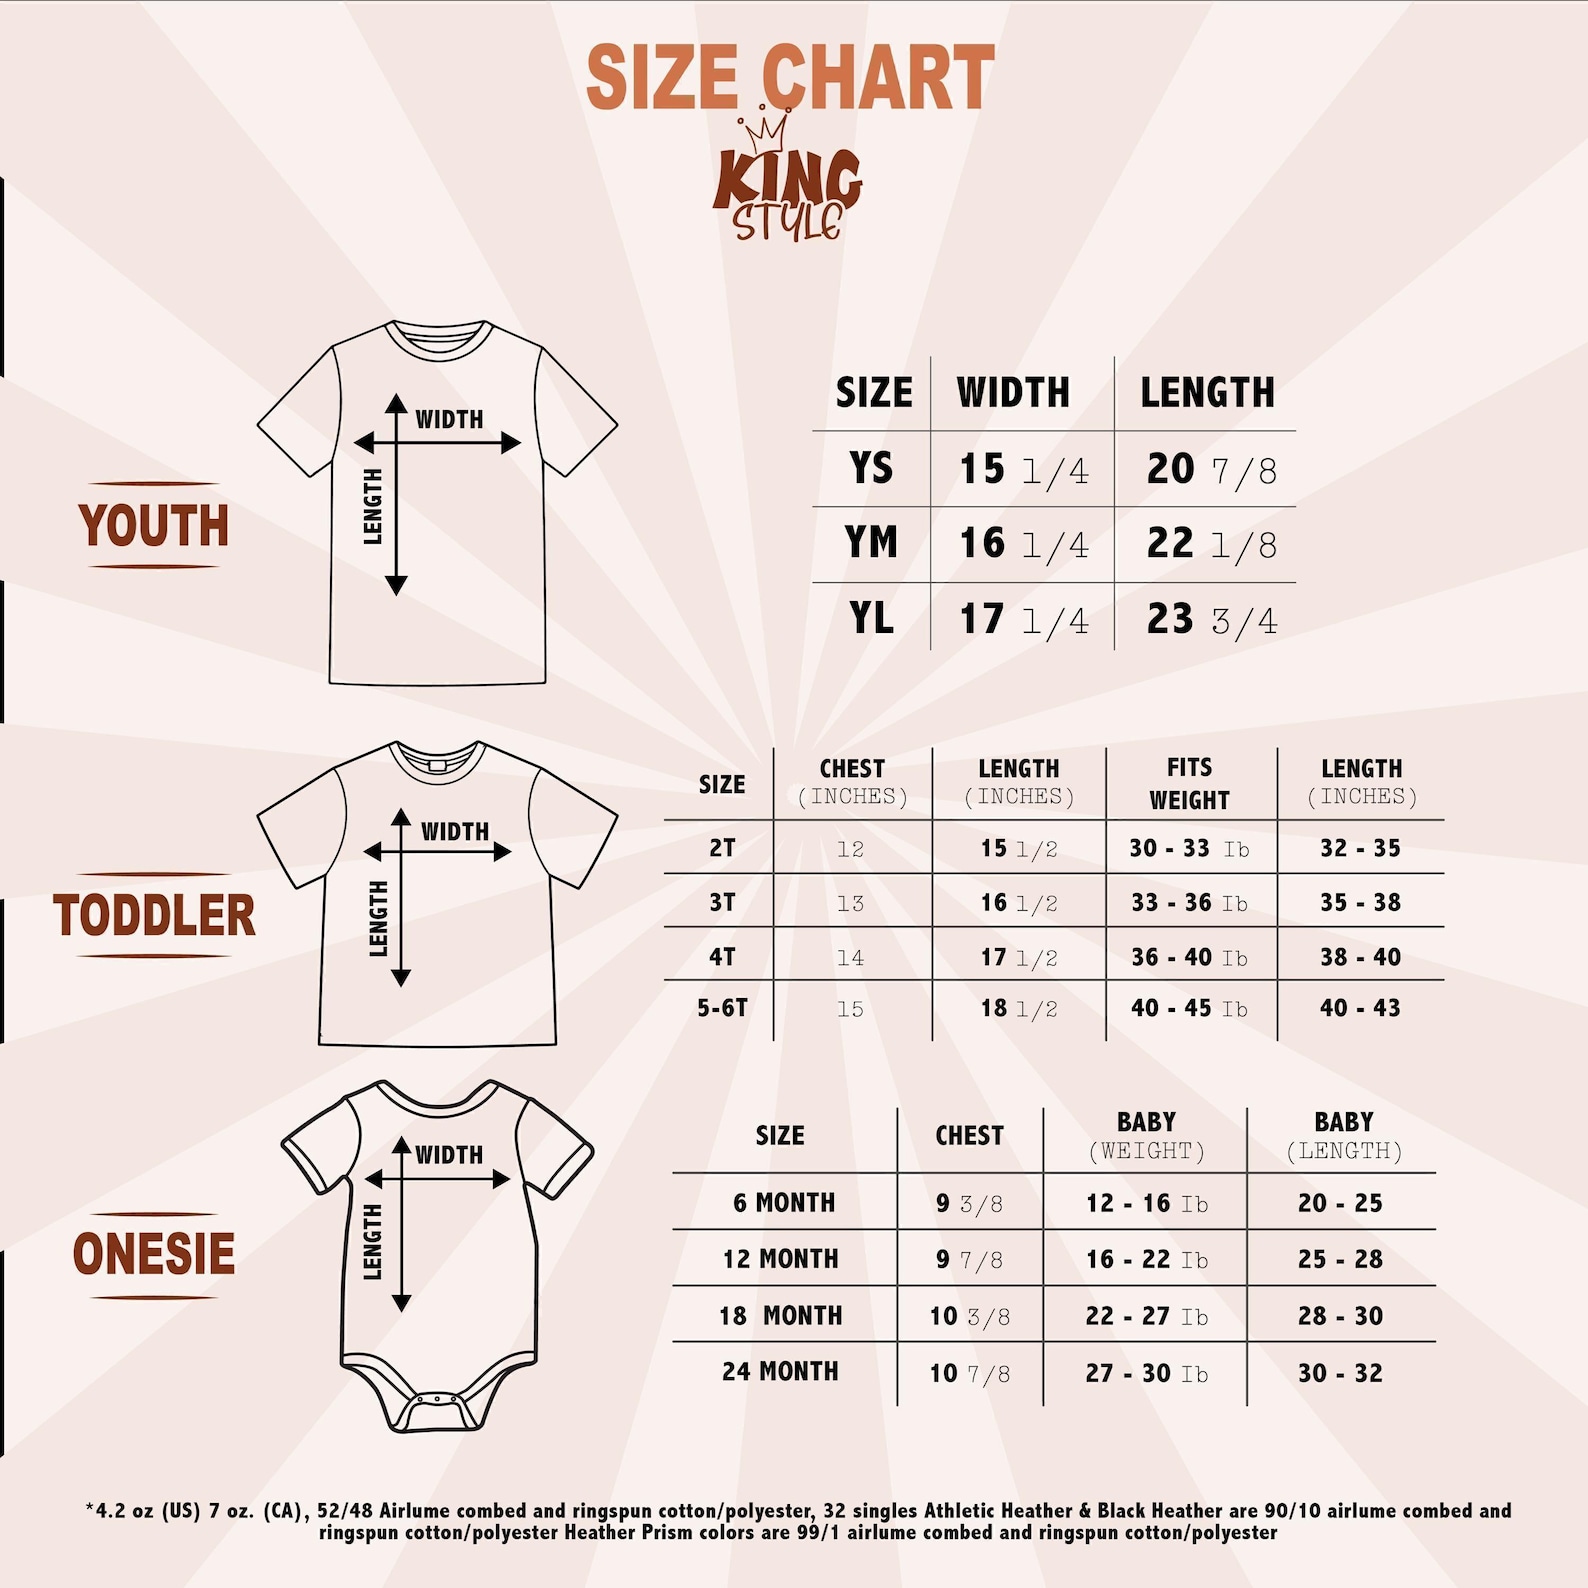 SIZE CHART
KING
STYLE
YOUTH
WIDTH
LENGTH
SIZE WIDTH LENGTH
YS 15 1/4 20 7/8
YM 16 1/4 22 1/8
YL 17 1/4 23 3/4
TODDLER
WIDTH
LENGTH
SIZE CHEST (INCHES) LENGTH (INCHES) FITS WEIGHT LENGTH (INCHES)
2T 12 15 1/2 30 - 33 Ib 32 - 35
3T 13 16 1/2 33 - 36 Ib 35 - 38
4T 14 17 1/2 36 - 40 Ib 38 - 40
5-6T 15 18 1/2 40 - 45 Ib 40 - 43
ONESIE
WIDTH
LENGTH
SIZE CHEST BABY (WEIGHT) BABY (LENGTH)
6 MONTH 9 3/8 12 - 16 Ib 20 - 25
12 MONTH 9 7/8 16 - 22 Ib 25 - 28
18 MONTH 10 3/8 22 - 27 Ib 28 - 30
24 MONTH 10 7/8 27 - 30 Ib 30 - 32
*4.2 oz (US) 7 oz. (CA), 52/48 Airlume combed and ringspun cotton/polyester, 32 singles Athletic Heather & Black Heather are 90/10 airlume combed and
ringspun cotton/polyester Heather Prism colors are 99/1 airlume combed and ringspun cotton/polyester